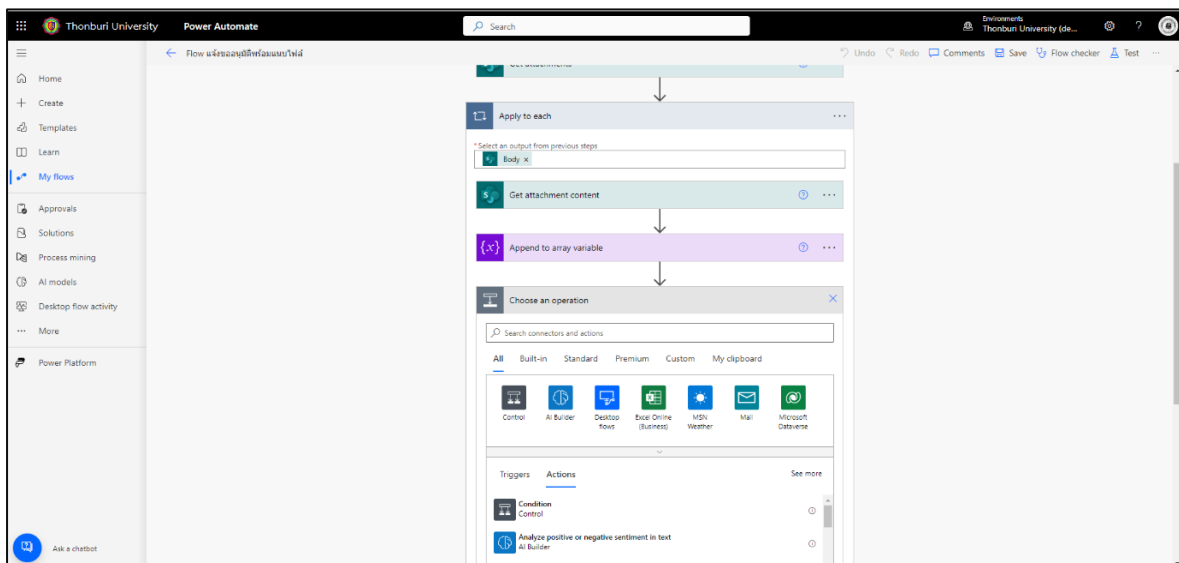 Thonburi University
Power Automate
Search
Environments
Thonburi University (de...
?
Flow แจ้งขออนุมัติพร้อมแนบไฟล์
Undo
Redo
Comments
Save
Flow checker
Test
...
Home
Create
Templates
Learn
My flows
Approvals
Solutions
Process mining
AI models
Desktop flow activity
More
Power Platform
Ask a chatbot
Get attachments
Apply to each
* Select an output from previous steps
Body ×
Get attachment content
{x} Append to array variable
Choose an operation
Search connectors and actions
All Built-in Standard Premium Custom My clipboard
Control
AI Builder
Desktop
flows
Excel Online
(Business)
MSN
Weather
Mail
Microsoft
Dataverse
Triggers Actions See more
Condition
Control
Analyze positive or negative sentiment in text
AI Builder